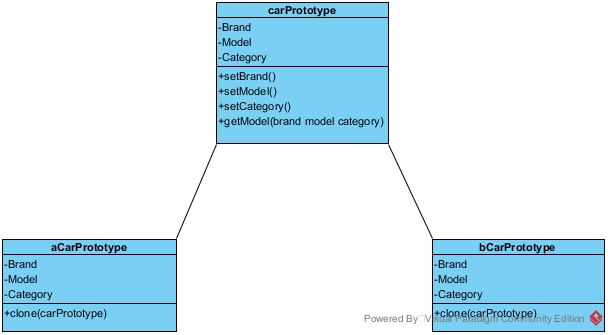 carPrototype
-Brand
-Model
-Category
+setBrand()
+setModel()
+setCategory()
+getModel(brand model category)
aCarPrototype
-Brand
-Model
-Category
+clone(carPrototype)
bCarPrototype
-Brand
-Model
-Category
+clone(carPrototype)
Powered By Visual Paradigm Community Edition